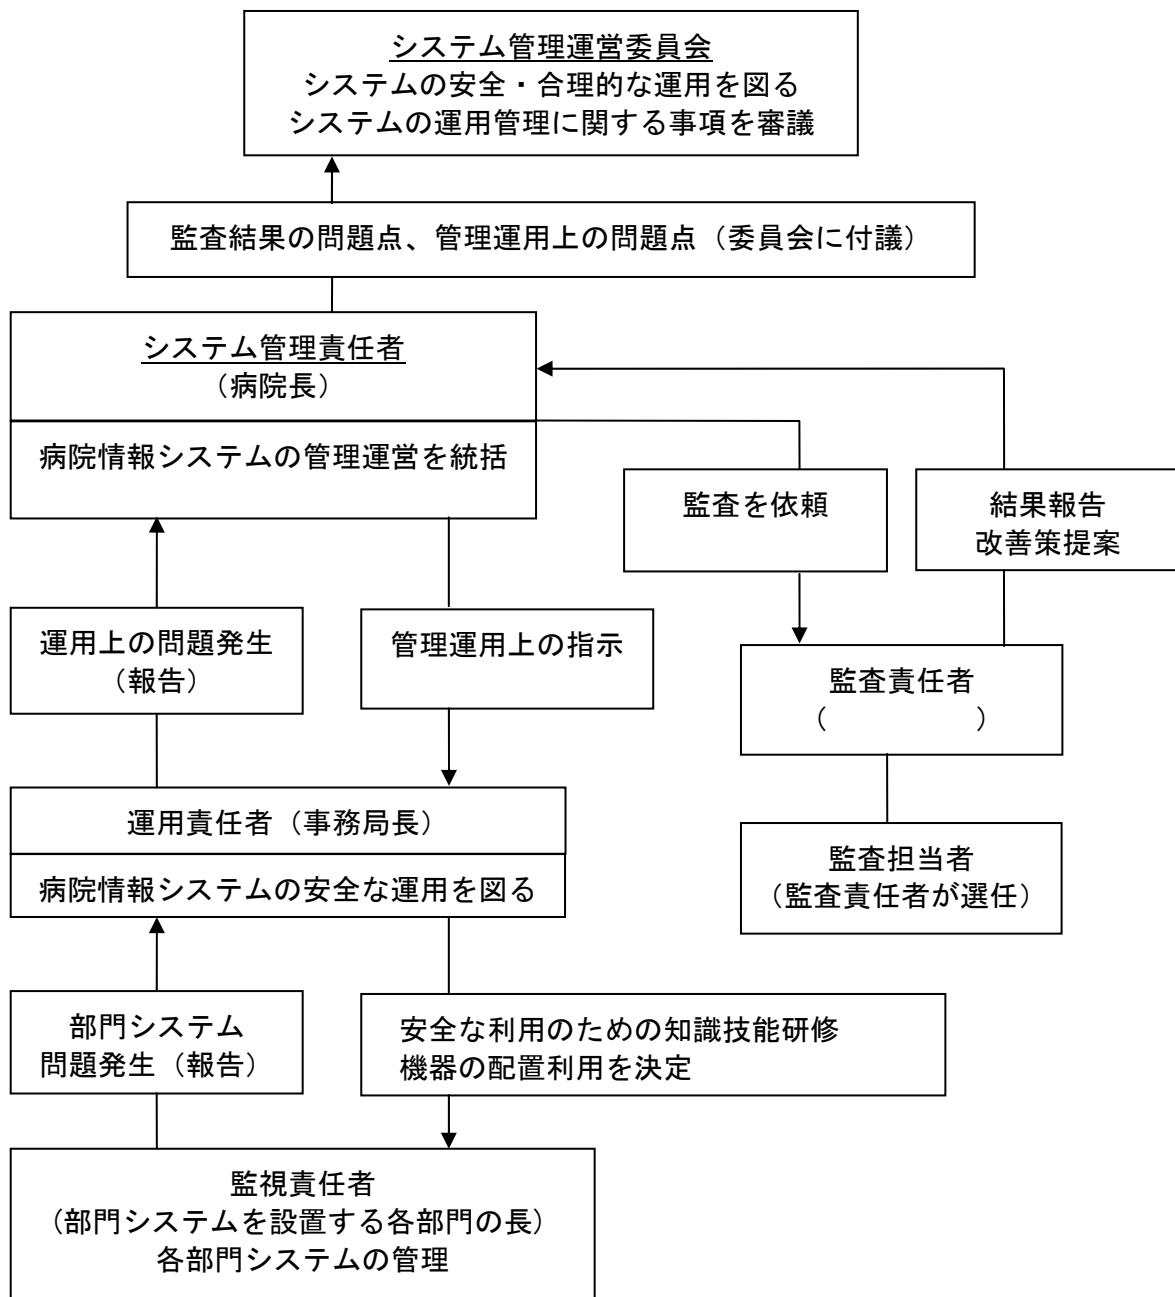 システム管理運営委員会
システムの安全・合理的な運用を図る
システムの運用管理に関する事項を審議
監査結果の問題点、管理運用上の問題点（委員会に付議）
システム管理責任者
（病院長）
病院情報システムの管理運営を統括
監査を依頼
結果報告
改善策提案
運用上の問題発生
（報告）
管理運用上の指示
監査責任者
（　　　　　）
運用責任者（事務局長）
病院情報システムの安全な運用を図る
監査担当者
（監査責任者が選任）
部門システム
問題発生（報告）
安全な利用のための知識技能研修
機器の配置利用を決定
監視責任者
（部門システムを設置する各部門の長）
各部門システムの管理